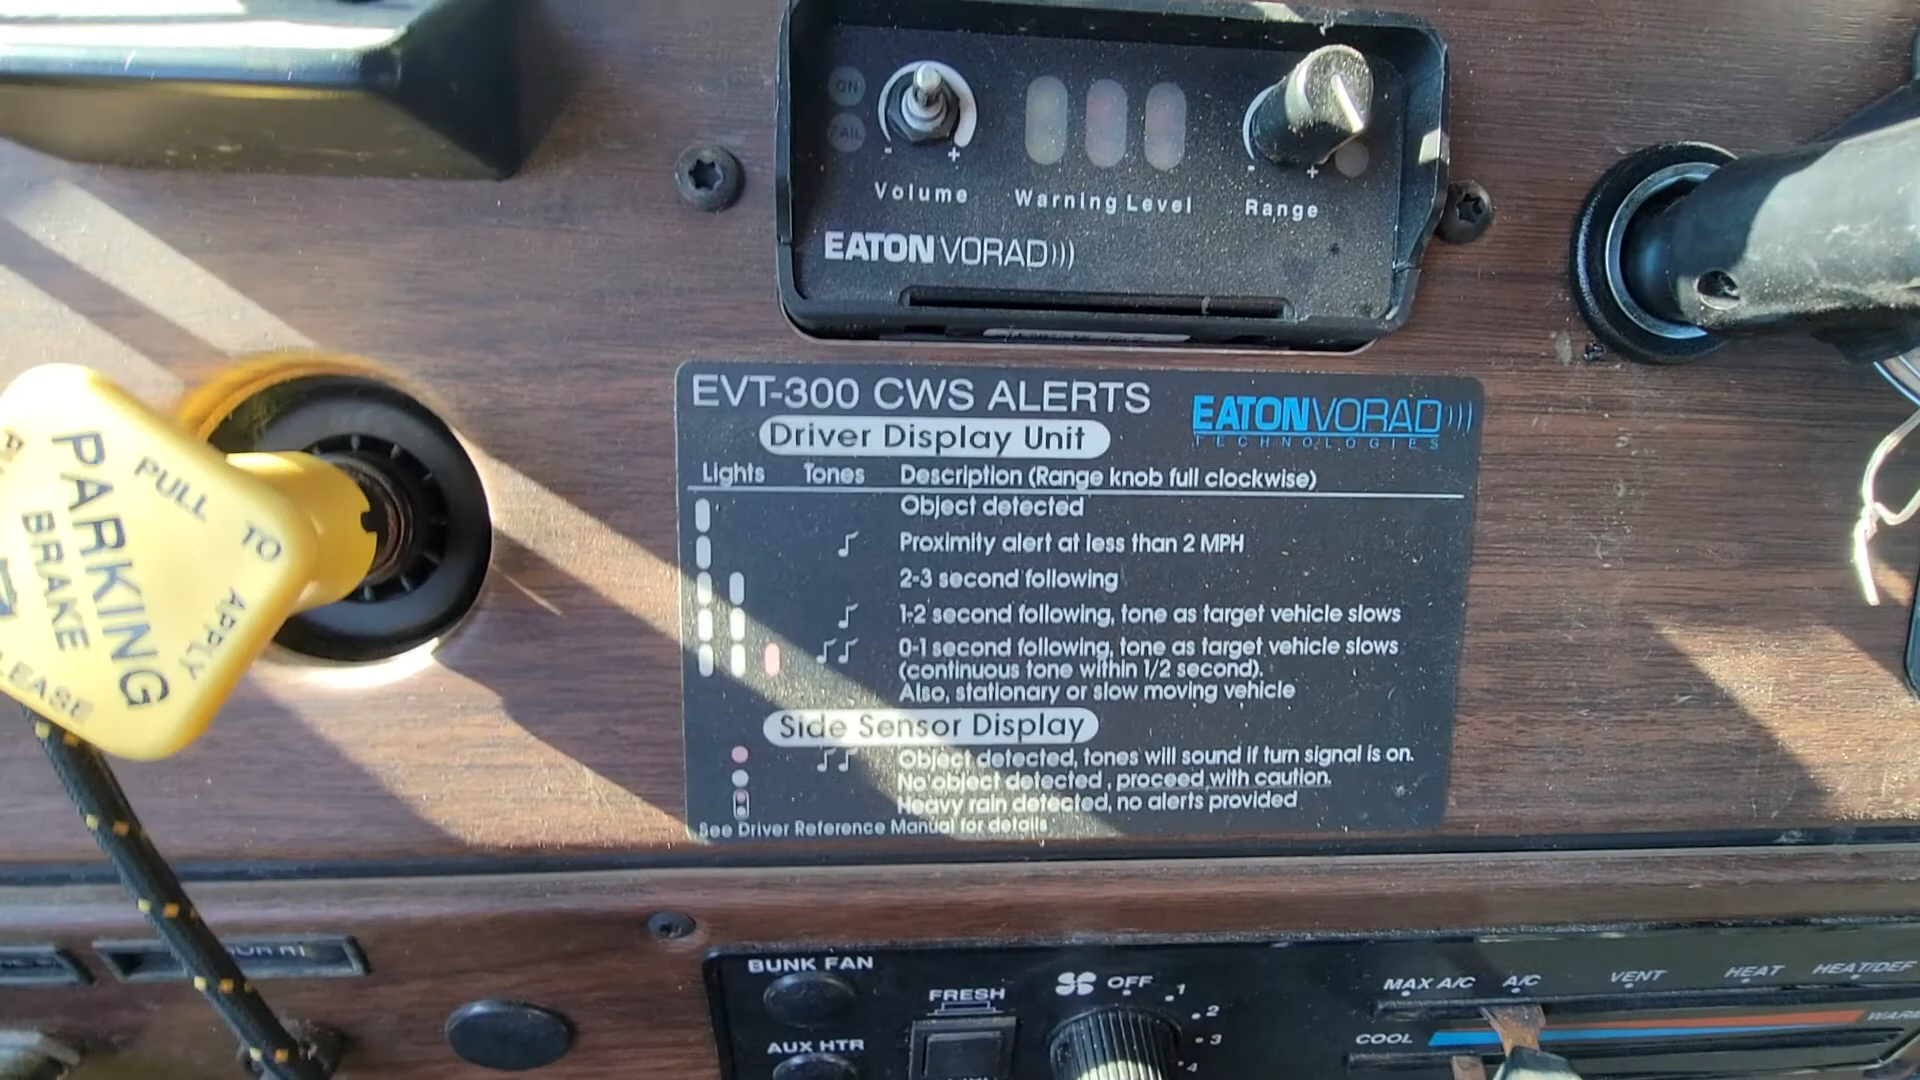 ON
FAIL
- +
- +
Volume
Warning Level
Range
EATON VORAD
EVT-300 CWS ALERTS
EATON VORAD
TECHNOLOGIES
Driver Display Unit
Lights Tones Description (Range knob full clockwise)
Object detected
Proximity alert at less than 2 MPH
2-3 second following
1-2 second following, tone as target vehicle slows
0-1 second following, tone as target vehicle slows
(continuous tone within 1/2 second).
Also, stationary or slow moving vehicle
Side Sensor Display
Object detected, tones will sound if turn signal is on.
No object detected , proceed with caution.
Heavy rain detected, no alerts provided
See Driver Reference Manual for details
PARKING
BRAKE
PULL TO APPLY
BUNK FAN
AUX HTR
FRESH
OFF
1
2
3
4
MAX A/C A/C VENT HEAT HEAT/DEF
COOL